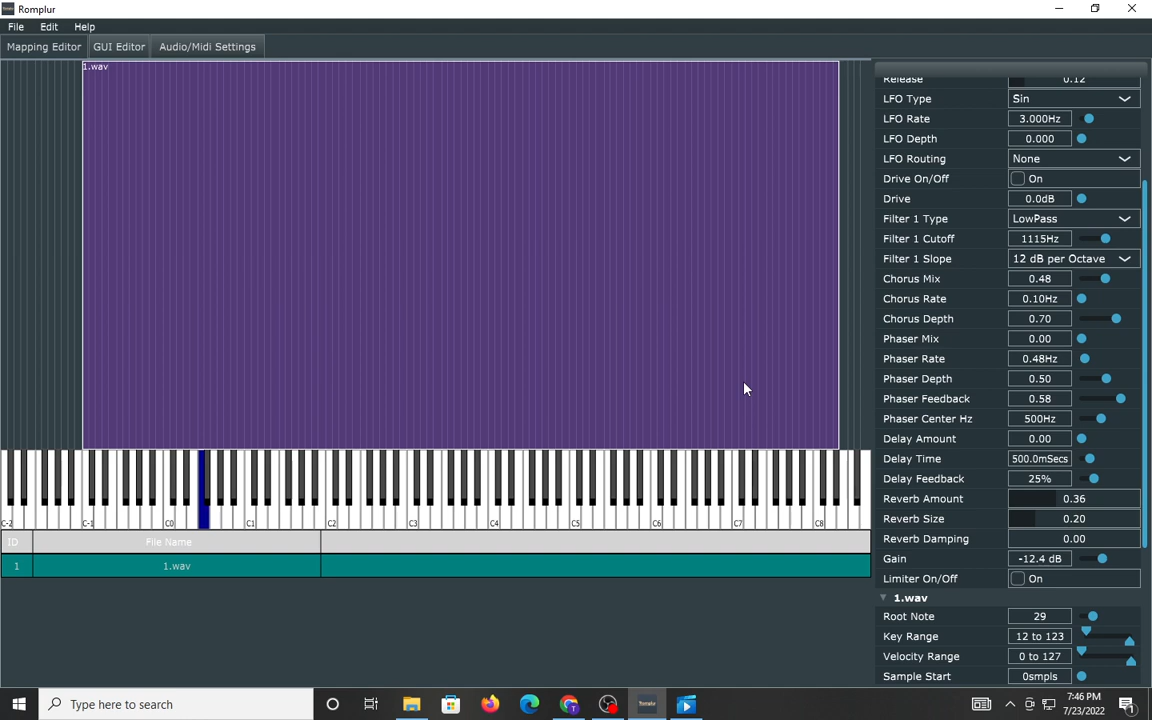 Romplur
File Edit Help
Mapping Editor GUI Editor Audio/Midi Settings
1.wav
Release 0.12
LFO Type Sin
LFO Rate 3.000Hz
LFO Depth 0.000
LFO Routing None
Drive On/Off On
Drive 0.0dB
Filter 1 Type LowPass
Filter 1 Cutoff 1115Hz
Filter 1 Slope 12 dB per Octave
Chorus Mix 0.48
Chorus Rate 0.10Hz
Chorus Depth 0.70
Phaser Mix 0.00
Phaser Rate 0.48Hz
Phaser Depth 0.50
Phaser Feedback 0.58
Phaser Center Hz 500Hz
Delay Amount 0.00
Delay Time 500.0mSecs
Delay Feedback 25%
Reverb Amount 0.36
Reverb Size 0.20
Reverb Damping 0.00
Gain -12.4 dB
Limiter On/Off On
1.wav
Root Note 29
Key Range 12 to 123
Velocity Range 0 to 127
Sample Start 0smpls
C-2 C-1 C0 C1 C2 C3 C4 C5 C6 C7 C8
ID File Name
1 1.wav
Type here to search
7:46 PM
7/23/2022
1